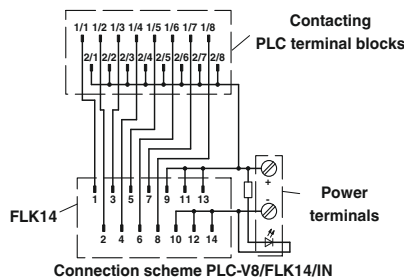 Contacting
PLC terminal blocks
1/1 1/2 1/3 1/4 1/5 1/6 1/7 1/8
2/1 2/2 2/3 2/4 2/5 2/6 2/7 2/8
+
-
Power
terminals
FLK14
1 3 5 7 9 11 13
2 4 6 8 10 12 14
Connection scheme PLC-V8/FLK14/IN